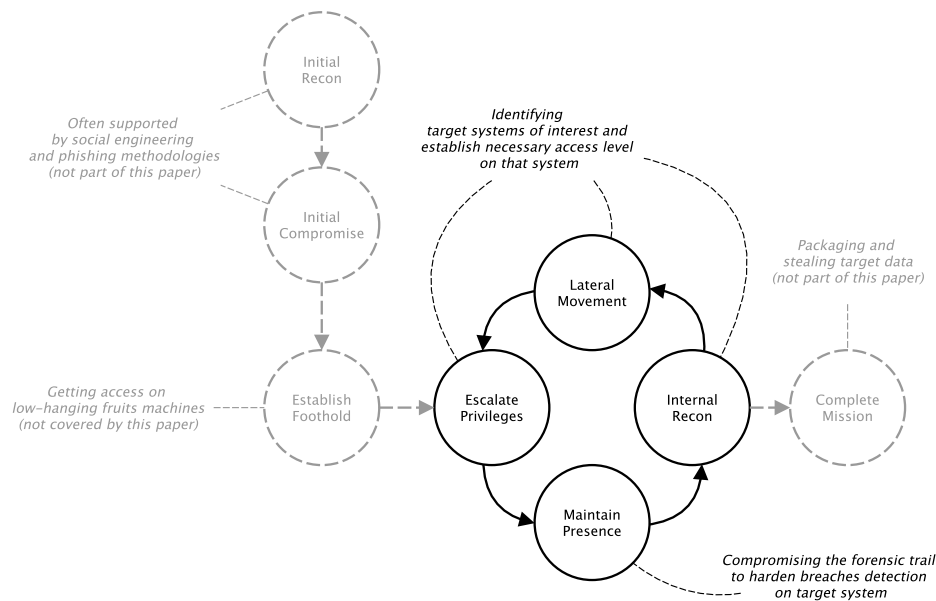 Initial
Recon
Often supported
by social engineering
and phishing methodologies
(not part of this paper)
Initial
Compromise
Getting access on
low-hanging fruits machines
(not covered by this paper)
Establish
Foothold
Identifying
target systems of interest and
establish necessary access level
on that system
Lateral
Movement
Escalate
Privileges
Internal
Recon
Maintain
Presence
Packaging and
stealing target data
(not part of this paper)
Complete
Mission
Compromising the forensic trail
to harden breaches detection
on target system